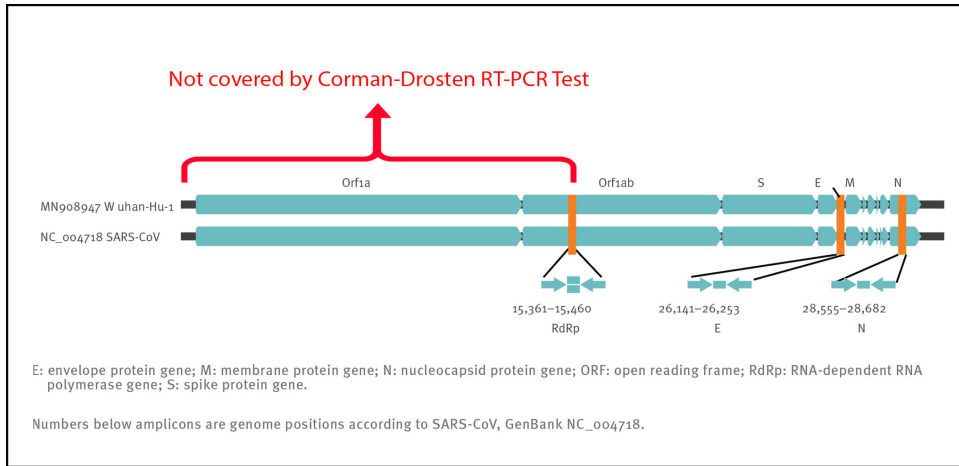 Not covered by Corman-Drosten RT-PCR Test
Orf1a Orf1ab S E M N
MN908947 W uhan-Hu-1
NC_004718 SARS-CoV
15,361–15,460 26,141–26,253 28,555–28,682
RdRp E N
E: envelope protein gene; M: membrane protein gene; N: nucleocapsid protein gene; ORF: open reading frame; RdRp: RNA-dependent RNA
polymerase gene; S: spike protein gene.
Numbers below amplicons are genome positions according to SARS-CoV, GenBank NC_004718.